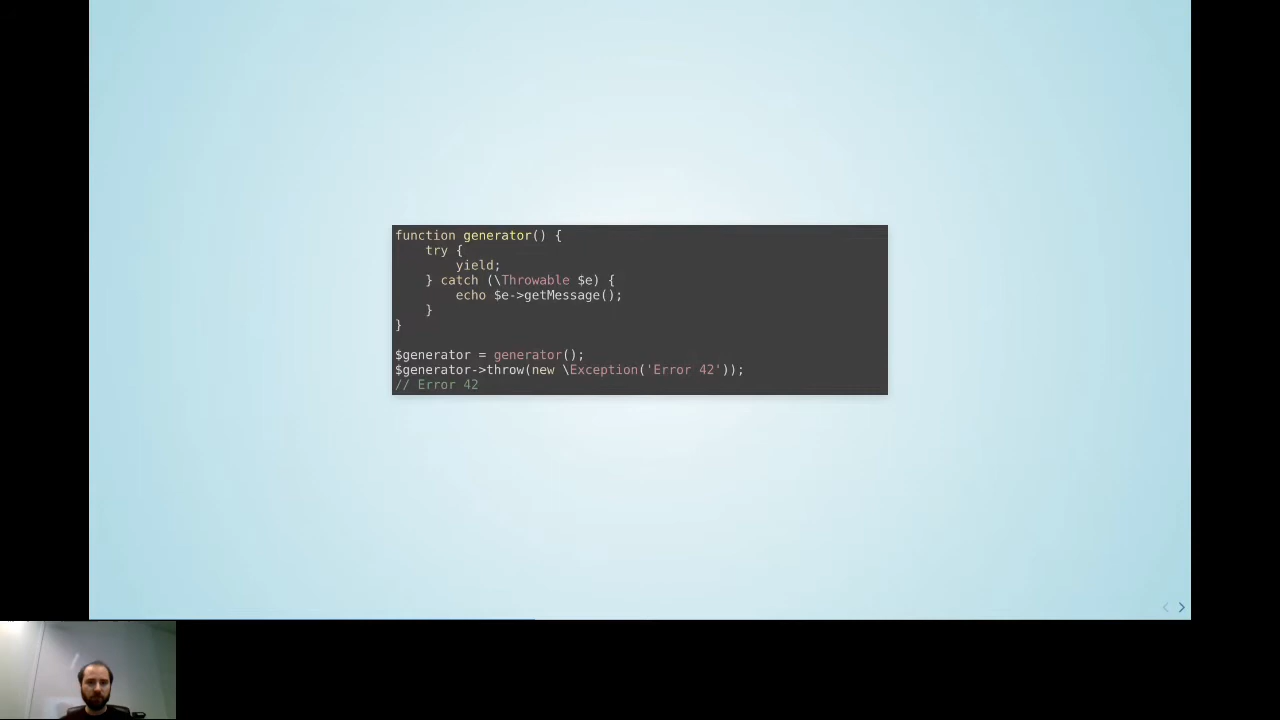 function generator() {
    try {
        yield;
    } catch (\Throwable $e) {
        echo $e->getMessage();
    }
}
$generator = generator();
$generator->throw(new \Exception('Error 42'));
// Error 42